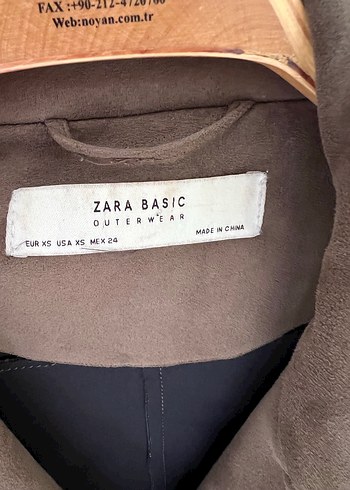 FAX :+90-212-4720766
Web:noyan.com.tr
ZARA BASIC
OUTERWEAR
EUR XS USA XS MEX 24
MADE IN CHINA